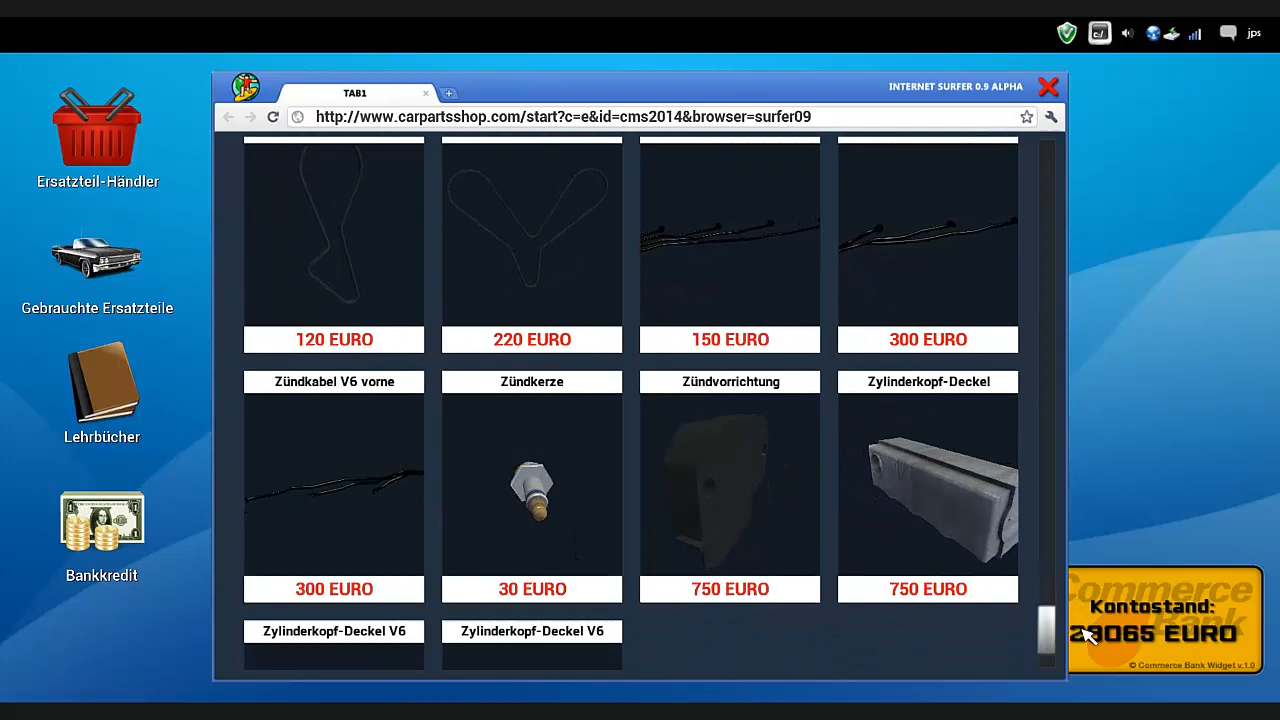 jps
TAB1
INTERNET SURFER 0.9 ALPHA
http://www.carpartsshop.com/start?c=e&id=cms2014&browser=surfer09
Ersatzteil-Händler
Gebrauchte Ersatzteile
Lehrbücher
Bankkredit
120 EURO
220 EURO
150 EURO
300 EURO
Zündkabel V6 vorne
Zündkerze
Zündvorrichtung
Zylinderkopf-Deckel
300 EURO
30 EURO
750 EURO
750 EURO
Zylinderkopf-Deckel V6
Zylinderkopf-Deckel V6
Commerce
Bank
Kontostand:
EURO
© Commerce Bank Widget v.1.0